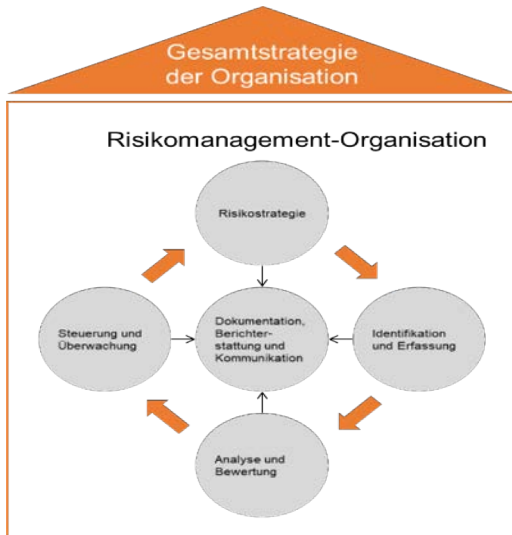 Gesamtstrategie
der Organisation
Risikomanagement-Organisation
Risikostrategie
Steuerung und
Überwachung
Dokumentation,
Berichter-
stattung und
Kommunikation
Identifikation
und Erfassung
Analyse und
Bewertung